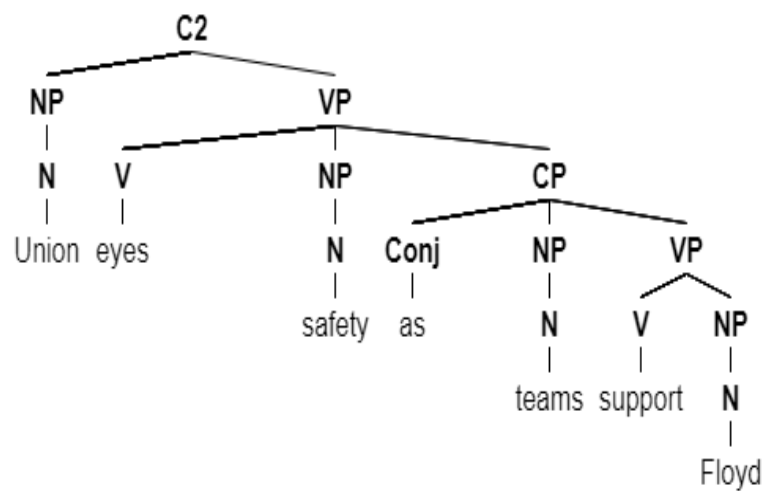 C2
NP VP
N V NP CP
Union eyes N Conj NP VP
safety as N V NP
teams support N
Floyd